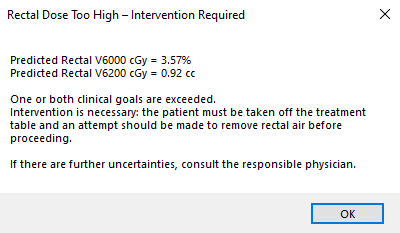 Rectal Dose Too High – Intervention Required
Predicted Rectal V6000 cGy = 3.57%
Predicted Rectal V6200 cGy = 0.92 cc
One or both clinical goals are exceeded.
Intervention is necessary: the patient must be taken off the treatment
table and an attempt should be made to remove rectal air before
proceeding.
If there are further uncertainties, consult the responsible physician.
OK